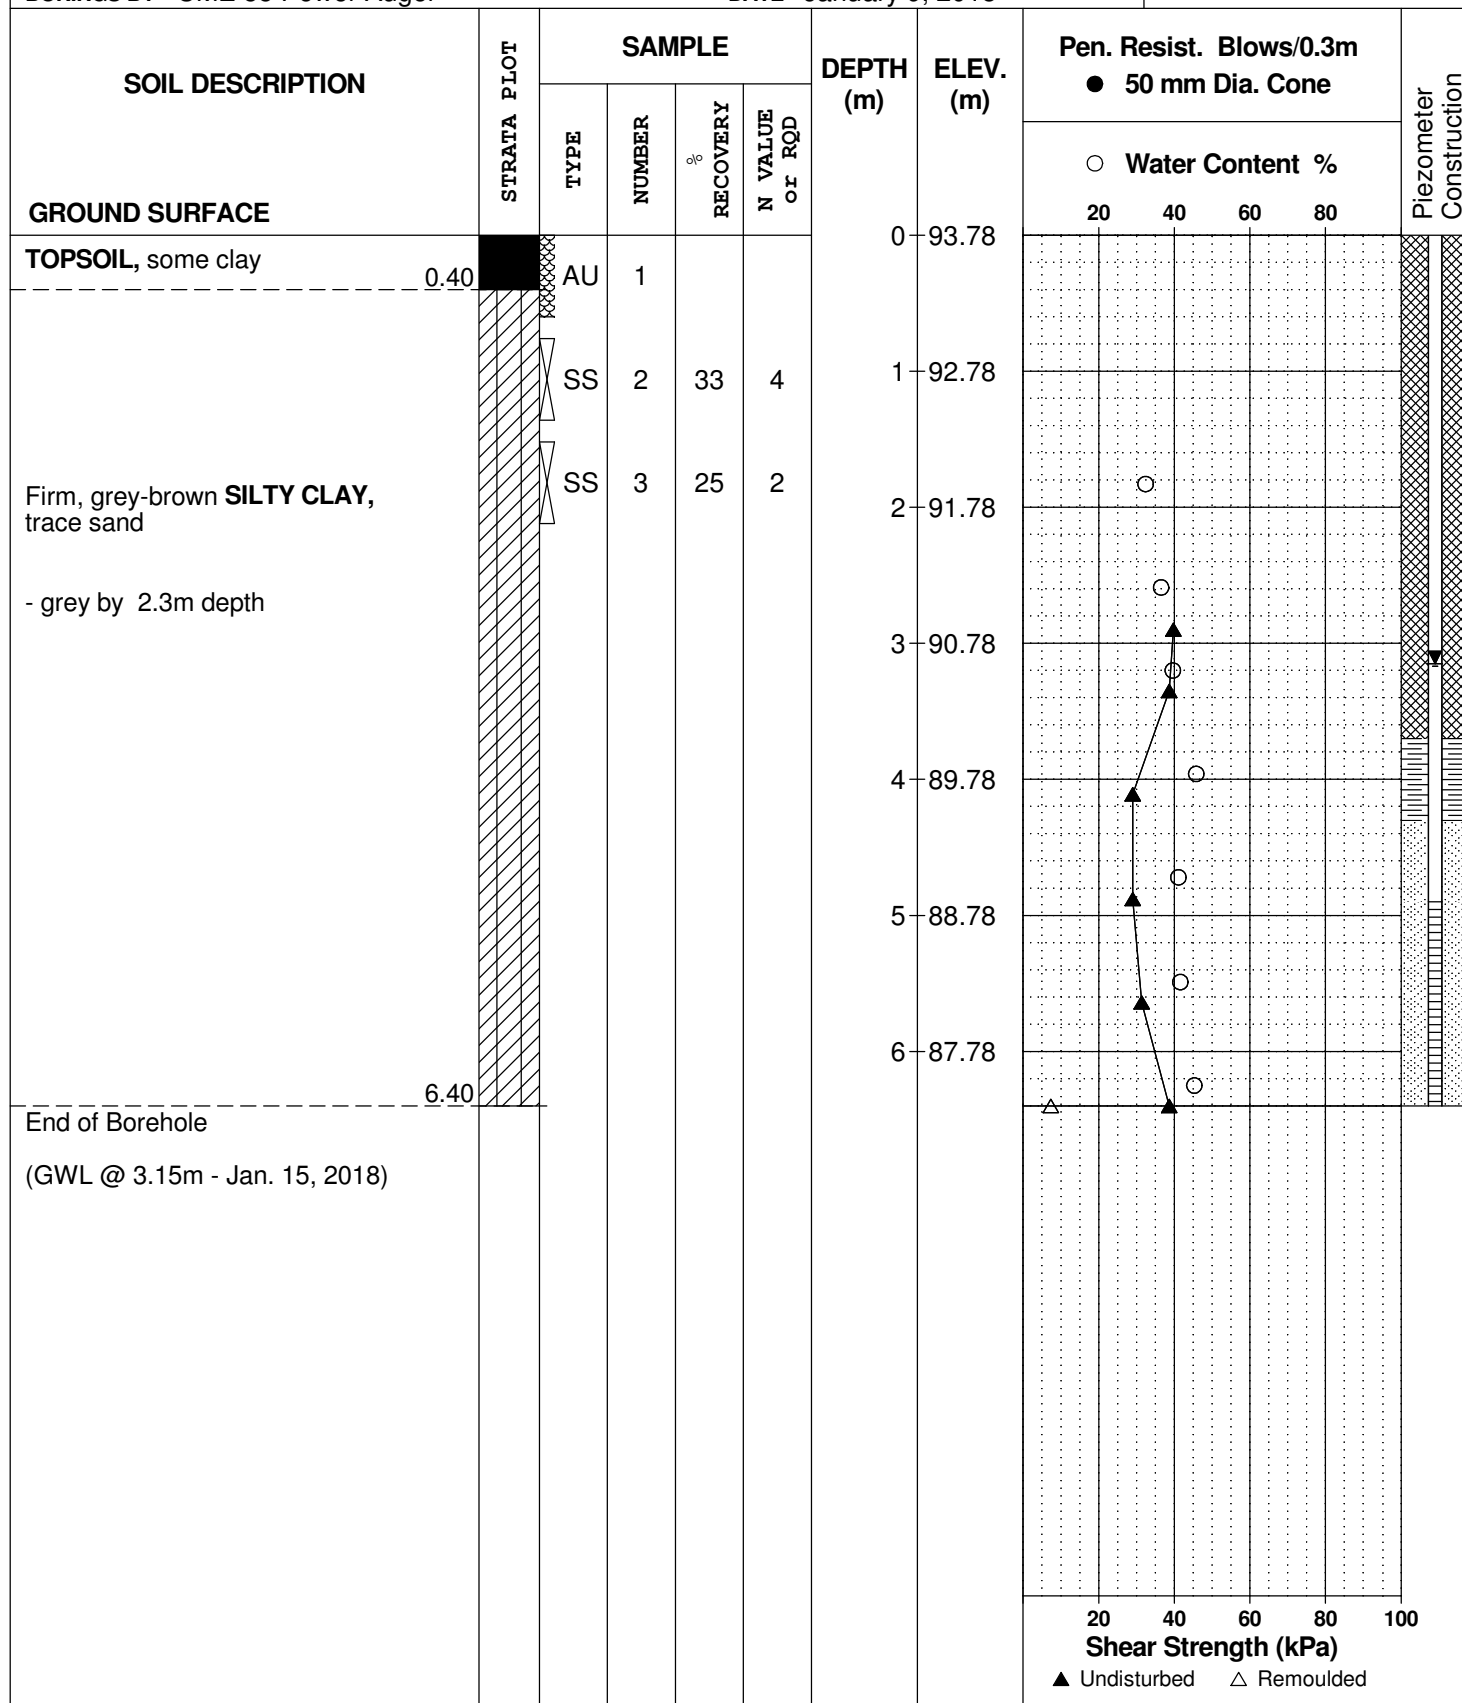 SOIL DESCRIPTION
GROUND SURFACE
STRATA PLOT
SAMPLE
TYPE
NUMBER
%
RECOVERY
N VALUE
or RQD
DEPTH
(m)
ELEV.
(m)
Pen. Resist. Blows/0.3m
● 50 mm Dia. Cone
○ Water Content %
20 40 60 80
Piezometer
Construction
0 93.78
TOPSOIL, some clay
0.40
AU 1
SS 2 33 4
1 92.78
SS 3 25 2
Firm, grey-brown SILTY CLAY,
trace sand
2 91.78
- grey by 2.3m depth
3 90.78
4 89.78
5 88.78
6 87.78
6.40
End of Borehole
(GWL @ 3.15m - Jan. 15, 2018)
20 40 60 80 100
Shear Strength (kPa)
▲ Undisturbed △ Remoulded